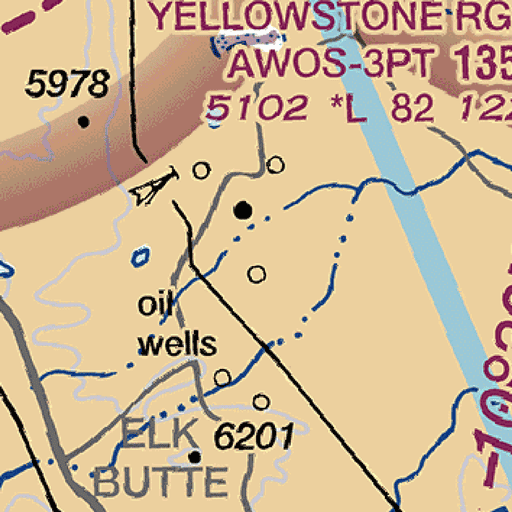 YELLOWSTONE RG
AWOS-3PT 135
5102 *L 82 122
5978
oil
wells
ELK
BUTTE
6201